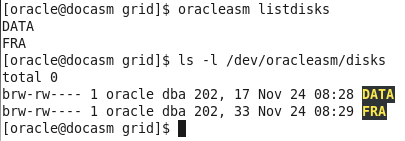 [oracle@docasm grid]$ oracleasm listdisks
DATA
FRA
[oracle@docasm grid]$ ls -l /dev/oracleasm/disks
total 0
brw-rw---- 1 oracle dba 202, 17 Nov 24 08:28 DATA
brw-rw---- 1 oracle dba 202, 33 Nov 24 08:29 FRA
[oracle@docasm grid]$